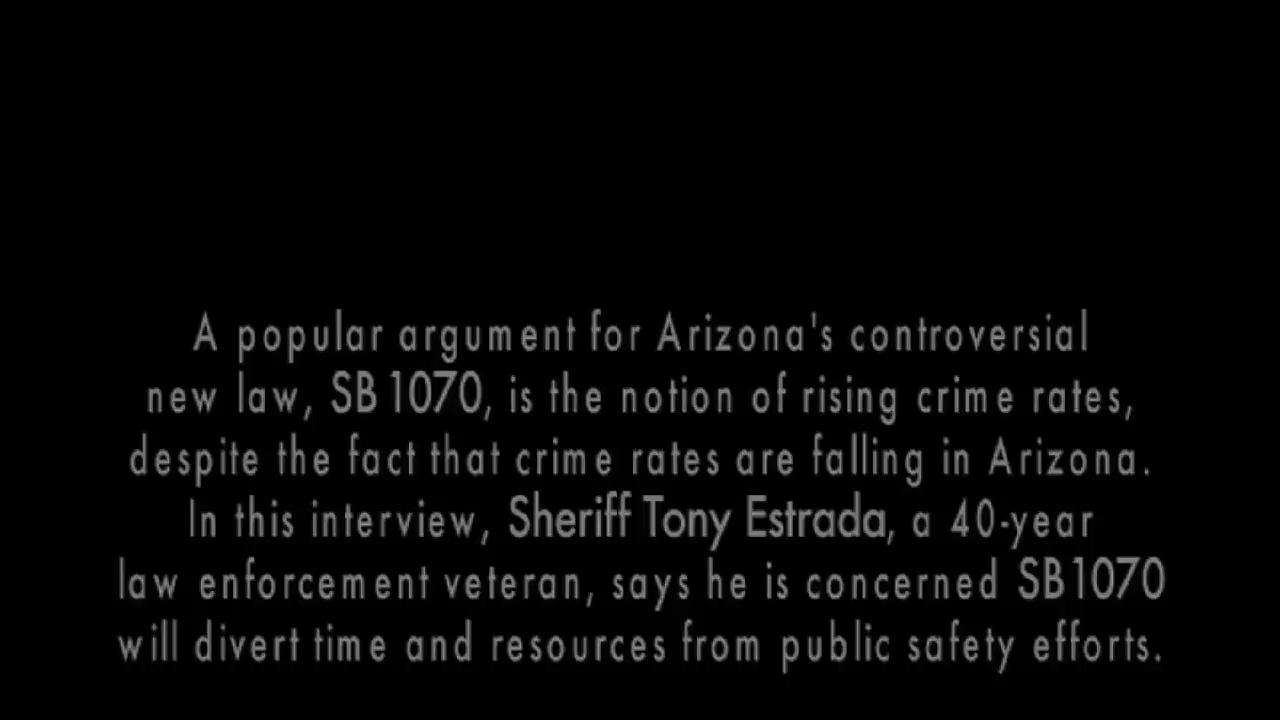 A popular argument for Arizona's controversial
new law, SB 1070, is the notion of rising crime rates,
despite the fact that crime rates are falling in Arizona.
In this interview, Sheriff Tony Estrada, a 40-year
law enforcement veteran, says he is concerned SB1070
will divert time and resources from public safety efforts.